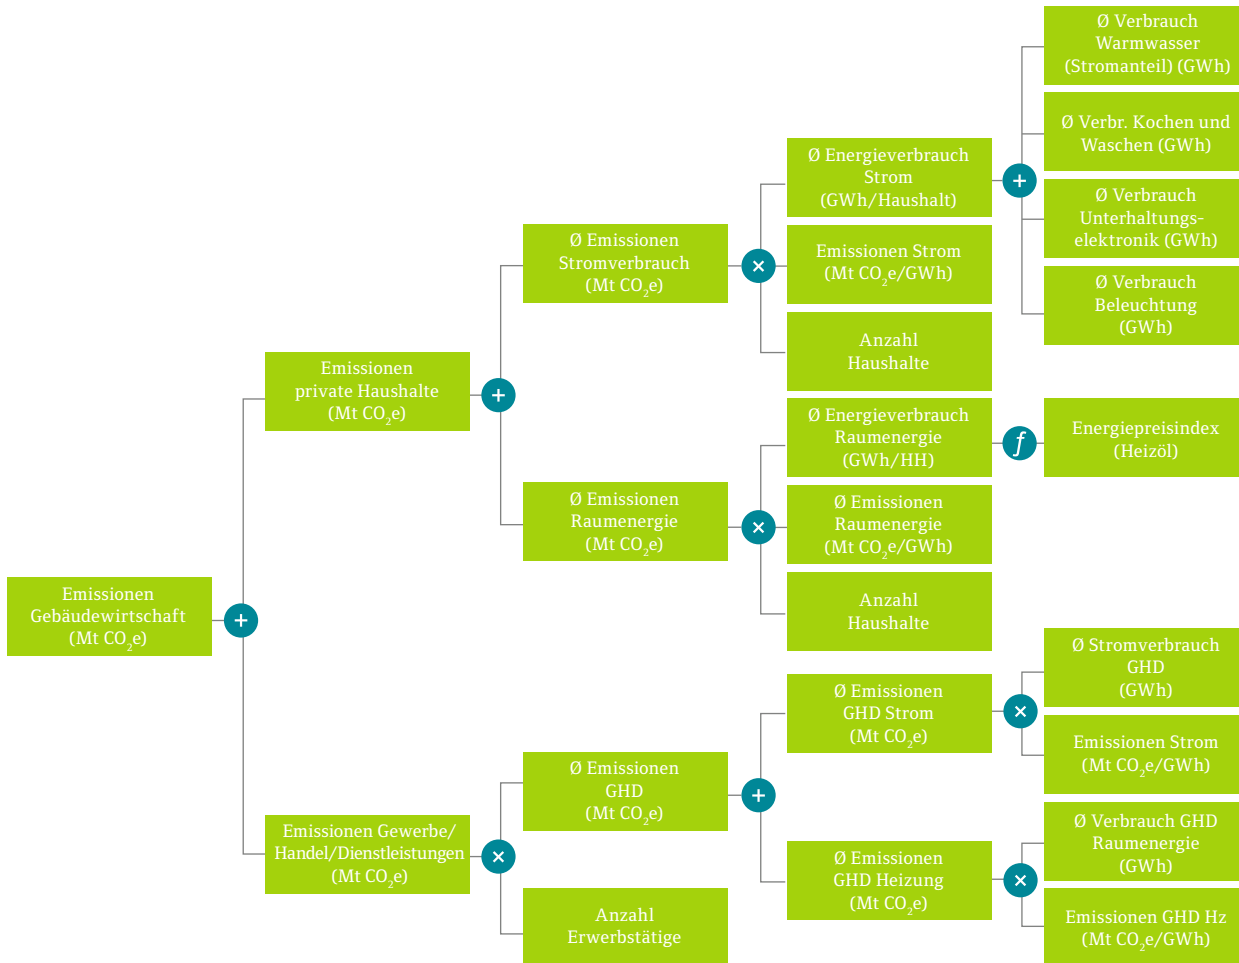 Emissionen
Gebäudewirtschaft
(Mt CO₂e)
+
Emissionen
private Haushalte
(Mt CO₂e)
+
Ø Emissionen
Stromverbrauch
(Mt CO₂e)
×
Ø Energieverbrauch
Strom
(GWh/Haushalt)
+
Ø Verbrauch
Warmwasser
(Stromanteil) (GWh)
Ø Verbr. Kochen und
Waschen (GWh)
Ø Verbrauch
Unterhaltungs-
elektronik (GWh)
Ø Verbrauch
Beleuchtung
(GWh)
Emissionen Strom
(Mt CO₂e/GWh)
Anzahl
Haushalte
Ø Emissionen
Raumenergie
(Mt CO₂e)
×
Ø Energieverbrauch
Raumenergie
(GWh/HH)
f
Energiepreisindex
(Heizöl)
Ø Emissionen
Raumenergie
(Mt CO₂e/GWh)
Anzahl
Haushalte
Emissionen Gewerbe/
Handel/Dienstleistungen
(Mt CO₂e)
×
Ø Emissionen
GHD
(Mt CO₂e)
+
Ø Emissionen
GHD Strom
(Mt CO₂e)
×
Ø Stromverbrauch
GHD
(GWh)
Emissionen Strom
(Mt CO₂e/GWh)
Ø Emissionen
GHD Heizung
(Mt CO₂e)
×
Ø Verbrauch GHD
Raumenergie
(GWh)
Emissionen GHD Hz
(Mt CO₂e/GWh)
Anzahl
Erwerbstätige